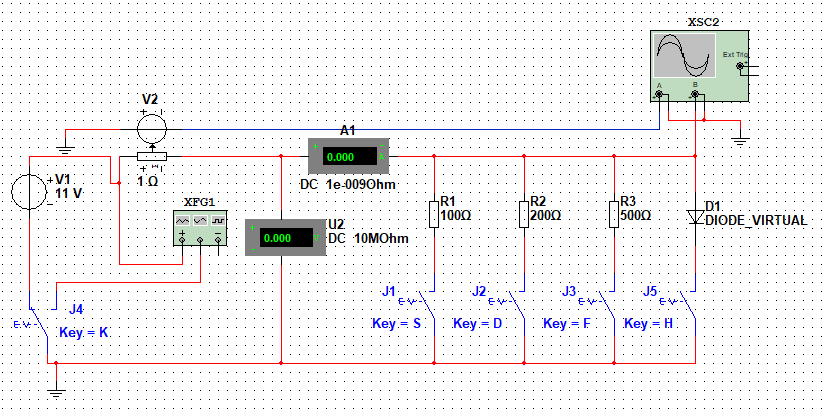 XSC2
Ext Trig
A
B
V2
A1
0.000
A
DC 1e-009Ohm
V1
11 V
1 Ω
XFG1
U2
0.000
V
DC 10MOhm
R1
100Ω
R2
200Ω
R3
500Ω
D1
DIODE_VIRTUAL
J4
Key = K
J1
Key = S
J2
Key = D
J3
Key = F
J5
Key = H